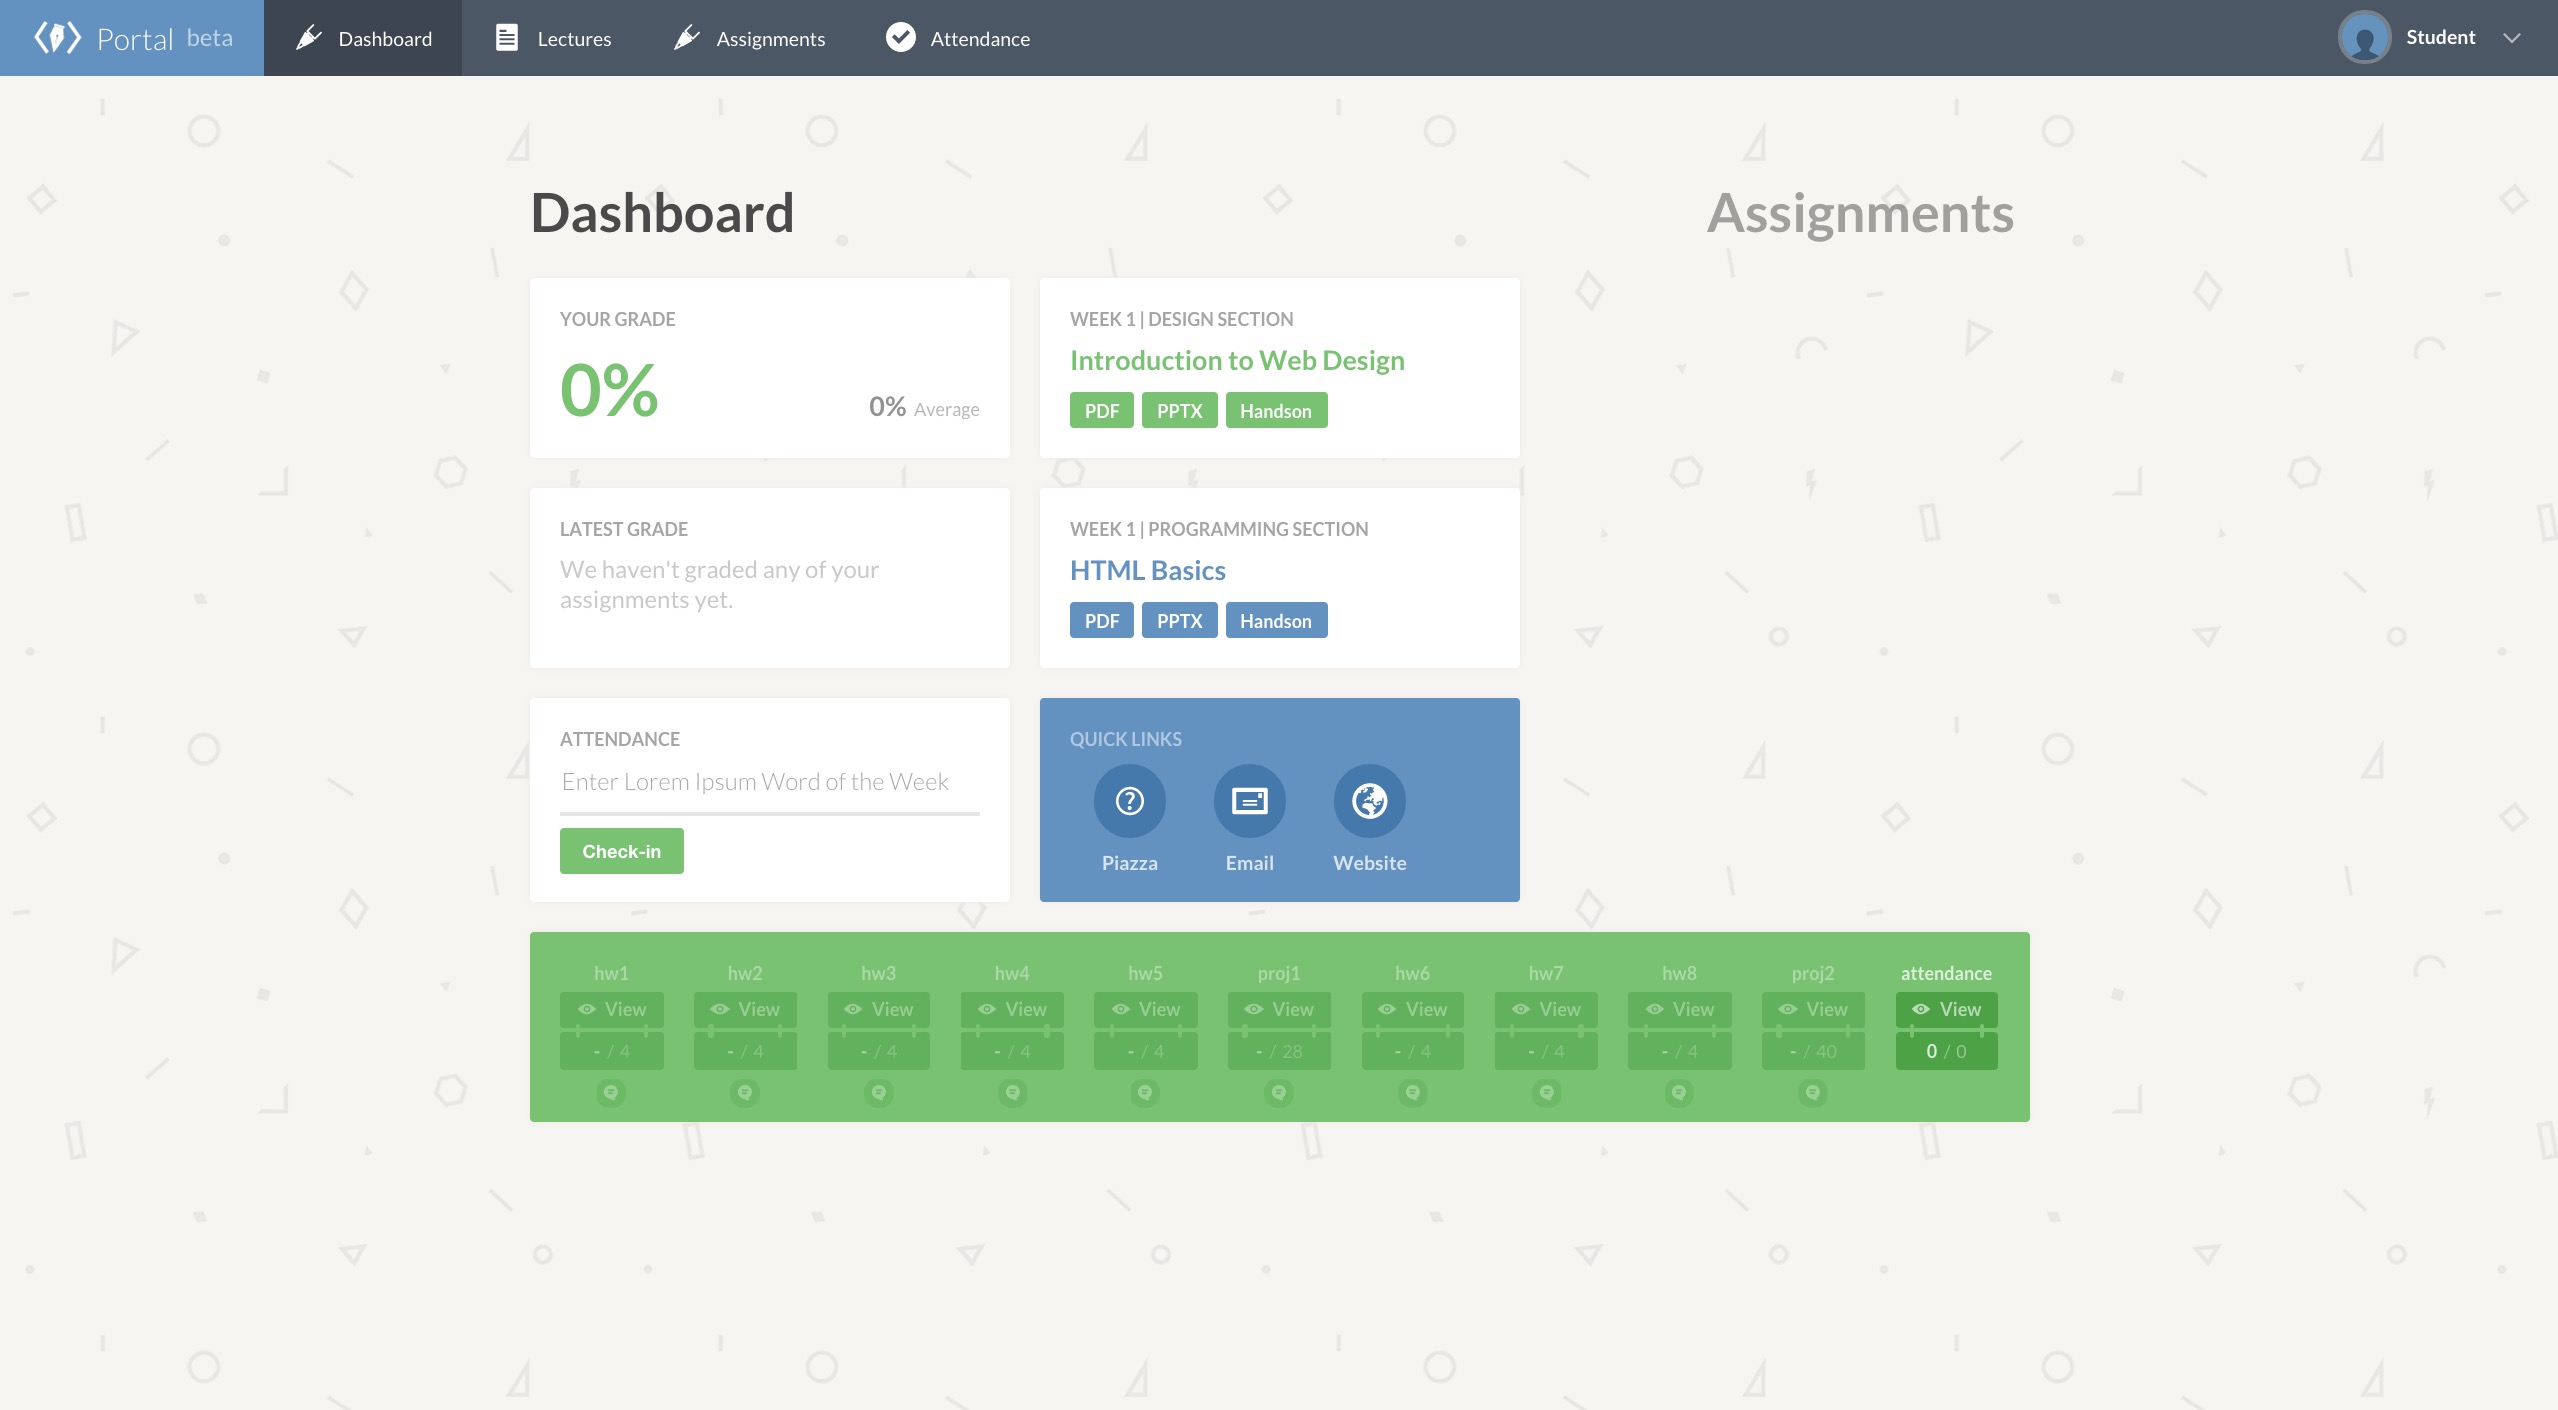 Portal beta
Dashboard
Lectures
Assignments
Attendance
Student
Dashboard
Assignments
YOUR GRADE
0%
0% Average
WEEK 1 | DESIGN SECTION
Introduction to Web Design
PDF PPTX Handson
LATEST GRADE
We haven't graded any of your
assignments yet.
WEEK 1 | PROGRAMMING SECTION
HTML Basics
PDF PPTX Handson
ATTENDANCE
Enter Lorem Ipsum Word of the Week
Check-in
QUICK LINKS
Piazza Email Website
hw1 hw2 hw3 hw4 hw5 proj1 hw6 hw7 hw8 proj2 attendance
View View View View View View View View View View View
- / 4 - / 4 - / 4 - / 4 - / 4 - / 28 - / 4 - / 4 - / 4 - / 40 0 / 0